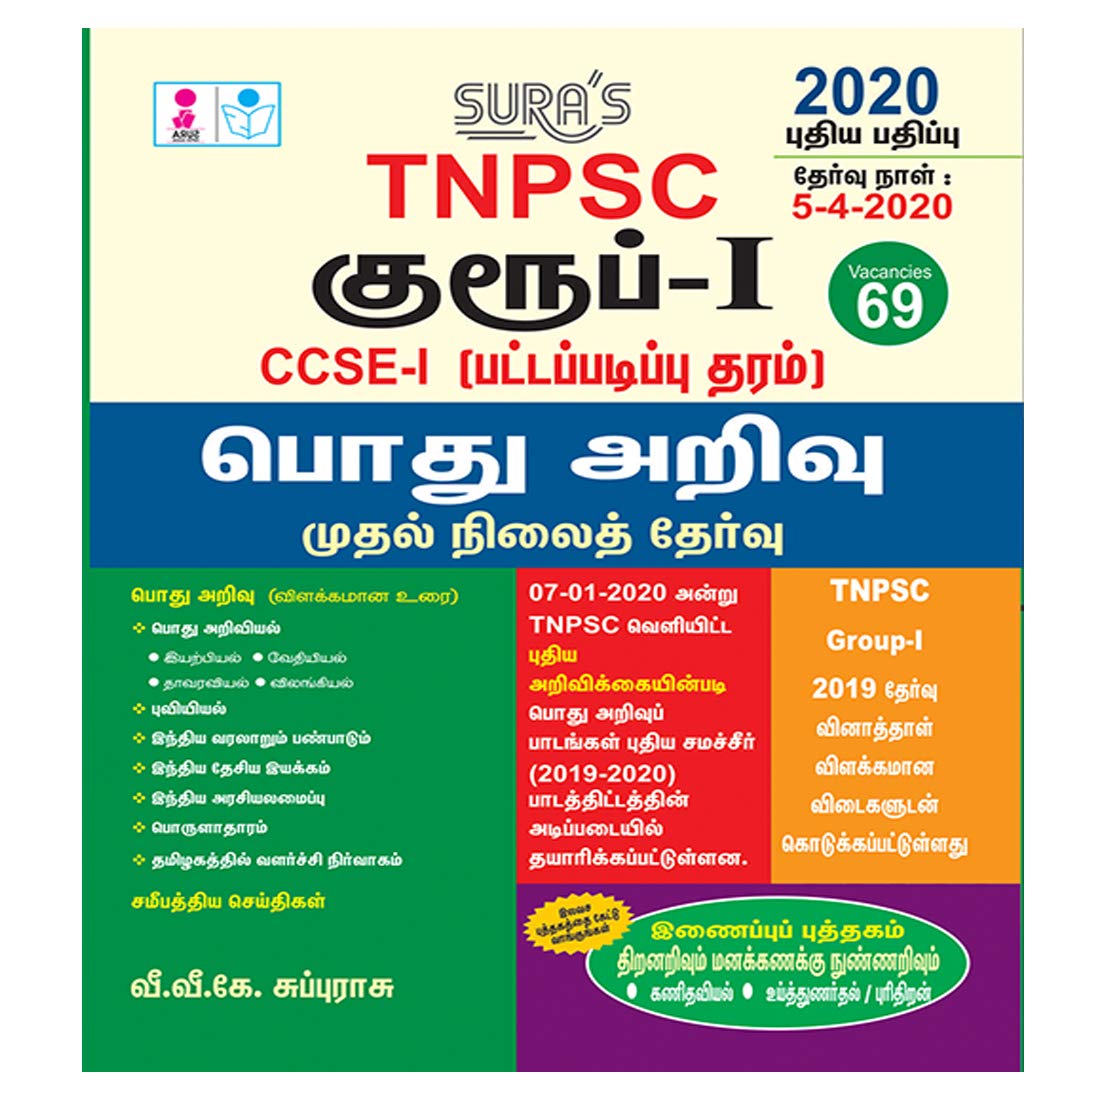 SURA'S
2020
புதிய பதிப்பு
தேர்வு நாள் :
5-4-2020
TNPSC
குரூப்-I
Vacancies
69
CCSE-I (பட்டப்படிப்பு தரம்)
பொது அறிவு
முதல் நிலைத் தேர்வு
பொது அறிவு (விளக்கமான உரை)
பொது அறிவியல்
• இயற்பியல் • வேதியியல்
• தாவரவியல் • விலங்கியல்
புவியியல்
இந்திய வரலாறும் பண்பாடும்
இந்திய தேசிய இயக்கம்
இந்திய அரசியலமைப்பு
பொருளாதாரம்
தமிழகத்தில் வளர்ச்சி நிர்வாகம்
சமீபத்திய செய்திகள்
வீ.வீ.கே. சுப்புராசு
07-01-2020 அன்று
TNPSC வெளியிட்ட
புதிய
அறிவிக்கையின்படி
பொது அறிவுப்
பாடங்கள் புதிய சமச்சீர்
(2019-2020)
பாடத்திட்டத்தின்
அடிப்படையில்
தயாரிக்கப்பட்டுள்ளன.
TNPSC
Group-I
2019 தேர்வு
வினாத்தாள்
விளக்கமான
விடைகளுடன்
கொடுக்கப்பட்டுள்ளது
இலவச
புத்தகத்தை கேட்டு
வாங்குங்கள்
இணைப்புப் புத்தகம்
திறனறிவும் மனக்கணக்கு நுண்ணறிவும்
• கணிதவியல் • உய்த்துணர்தல் / புரிதிறன்